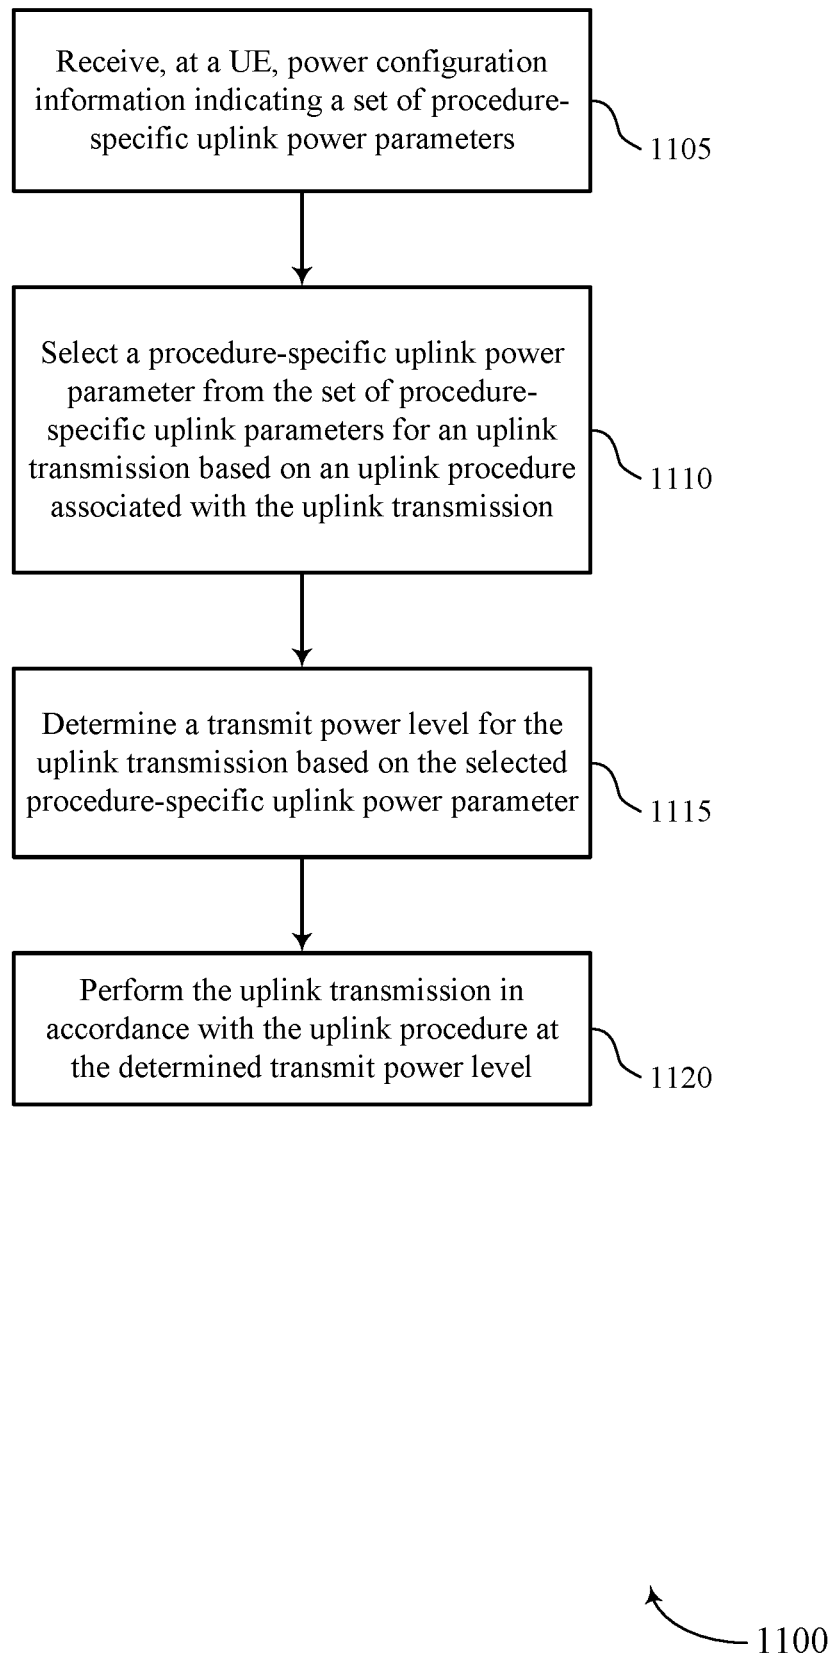 Receive, at a UE, power configuration
information indicating a set of procedure-
specific uplink power parameters
1105
Select a procedure-specific uplink power
parameter from the set of procedure-
specific uplink parameters for an uplink
transmission based on an uplink procedure
associated with the uplink transmission
1110
Determine a transmit power level for the
uplink transmission based on the selected
procedure-specific uplink power parameter
1115
Perform the uplink transmission in
accordance with the uplink procedure at
the determined transmit power level
1120
1100